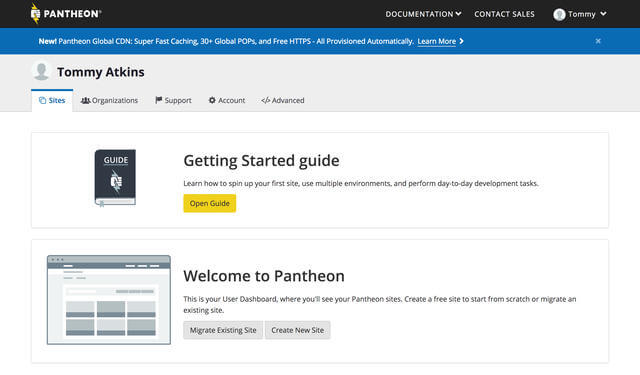 PANTHEON®
DOCUMENTATION
CONTACT SALES
Tommy
New! Pantheon Global CDN: Super Fast Caching, 30+ Global POPs, and Free HTTPS - All Provisioned Automatically. Learn More
Tommy Atkins
Sites
Organizations
Support
Account
</> Advanced
GUIDE
Getting Started guide
Learn how to spin up your first site, use multiple environments, and perform day-to-day development tasks.
Open Guide
Welcome to Pantheon
This is your User Dashboard, where you'll see your Pantheon sites. Create a free site to start from scratch or migrate an
existing site.
Migrate Existing Site
Create New Site